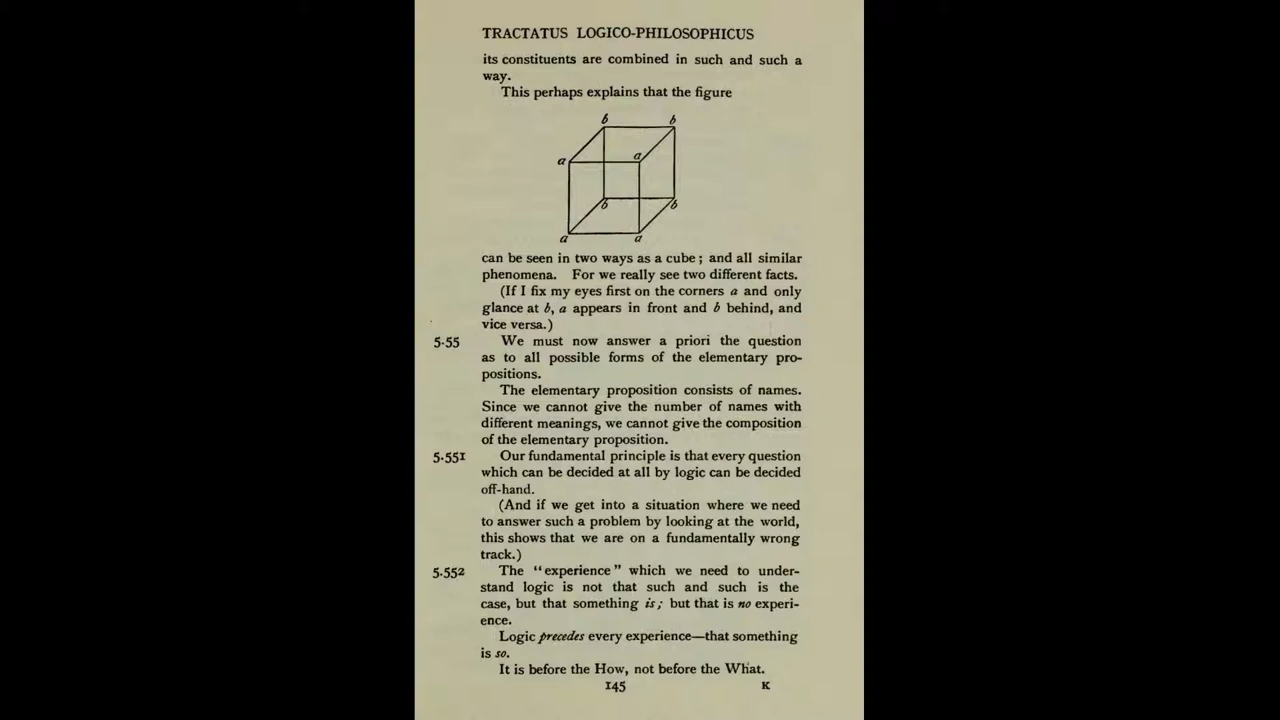 TRACTATUS LOGICO-PHILOSOPHICUS
its constituents are combined in such and such a
way.
This perhaps explains that the figure
b b
a a
b b
a a
can be seen in two ways as a cube; and all similar
phenomena. For we really see two different facts.
(If I fix my eyes first on the corners a and only
glance at b, a appears in front and b behind, and
vice versa.)
5·55 We must now answer a priori the question
as to all possible forms of the elementary pro-
positions.
The elementary proposition consists of names.
Since we cannot give the number of names with
different meanings, we cannot give the composition
of the elementary proposition.
5·551 Our fundamental principle is that every question
which can be decided at all by logic can be decided
off-hand.
(And if we get into a situation where we need
to answer such a problem by looking at the world,
this shows that we are on a fundamentally wrong
track.)
5·552 The “experience” which we need to under-
stand logic is not that such and such is the
case, but that something is; but that is no experi-
ence.
Logic precedes every experience—that something
is so.
It is before the How, not before the What.
145 K